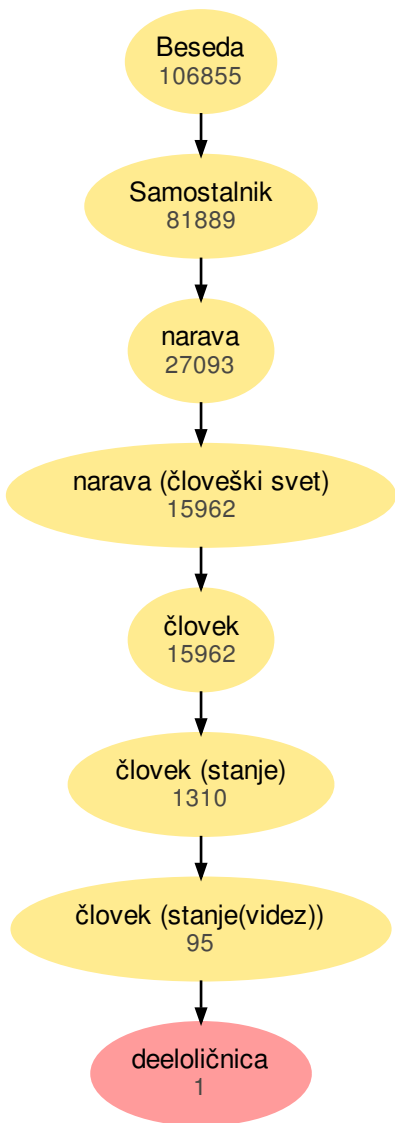 Beseda
106855
Samostalnik
81889
narava
27093
narava (človeški svet)
15962
človek
15962
človek (stanje)
1310
človek (stanje(videz))
95
deeloličnica
1